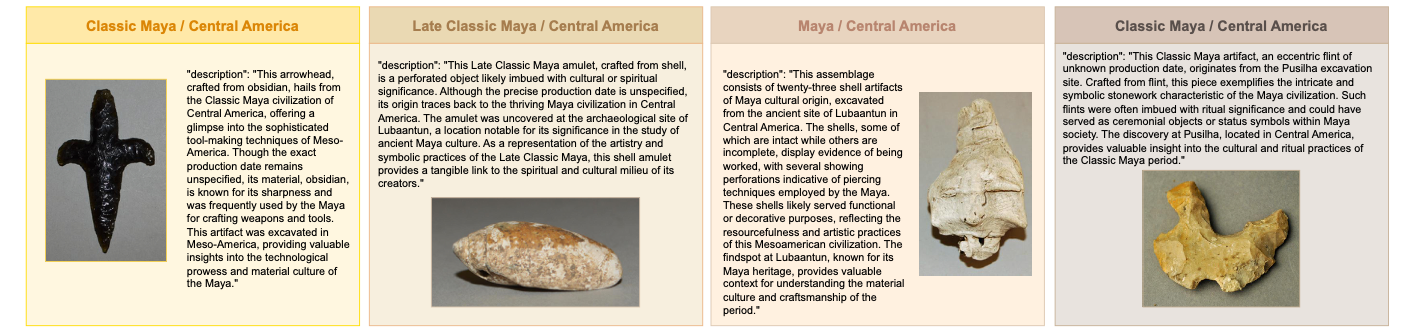 Classic Maya / Central America
"description": "This arrowhead,
crafted from obsidian, hails from
the Classic Maya civilization of
Central America, offering a
glimpse into the sophisticated
tool-making techniques of Meso-
America. Though the exact
production date remains
unspecified, its material, obsidian,
is known for its sharpness and
was frequently used by the Maya
for crafting weapons and tools.
This artifact was excavated in
Meso-America, providing valuable
insights into the technological
prowess and material culture of
the Maya."
Late Classic Maya / Central America
"description": "This Late Classic Maya amulet, crafted from shell,
is a perforated object likely imbued with cultural or spiritual
significance. Although the precise production date is unspecified,
its origin traces back to the thriving Maya civilization in Central
America. The amulet was uncovered at the archaeological site of
Lubaantun, a location notable for its significance in the study of
ancient Maya culture. As a representation of the artistry and
symbolic practices of the Late Classic Maya, this shell amulet
provides a tangible link to the spiritual and cultural milieu of its
creators."
Maya / Central America
"description": "This assemblage
consists of twenty-three shell artifacts
of Maya cultural origin, excavated
from the ancient site of Lubaantun in
Central America. The shells, some of
which are intact while others are
incomplete, display evidence of being
worked, with several showing
perforations indicative of piercing
techniques employed by the Maya.
These shells likely served functional
or decorative purposes, reflecting the
resourcefulness and artistic practices
of this Mesoamerican civilization. The
findspot at Lubaantun, known for its
Maya heritage, provides valuable
context for understanding the material
culture and craftsmanship of the
period."
Classic Maya / Central America
"description": "This Classic Maya artifact, an eccentric flint of
unknown production date, originates from the Pusilha excavation
site. Crafted from flint, this piece exemplifies the intricate and
symbolic stonework characteristic of the Maya civilization. Such
flints were often imbued with ritual significance and could have
served as ceremonial objects or status symbols within Maya
society. The discovery at Pusilha, located in Central America,
provides valuable insight into the cultural and ritual practices of
the Classic Maya period."